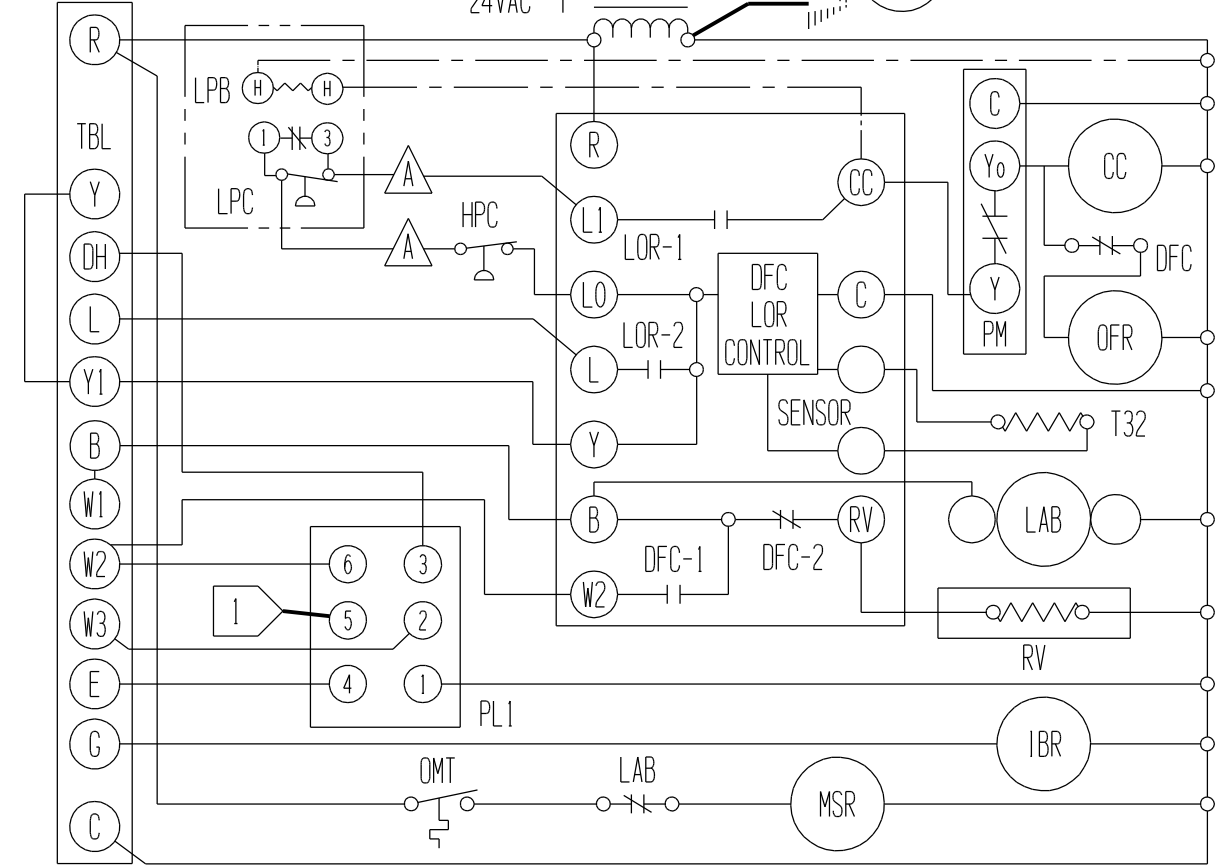 24VAC
R
TBL
Y
DH
L
Y1
B
W1
W2
W3
E
G
C
LPB
H
H
1
3
LPC
A
A
HPC
R
L1
LOR-1
CC
LO
LOR-2
L
Y
DFC
LOR
CONTROL
C
SENSOR
B
DFC-1
DFC-2
RV
W2
C
YO
Y
PM
CC
DFC
OFR
T32
LAB
RV
1
6
3
5
2
4
1
PL1
IBR
OMT
LAB
MSR